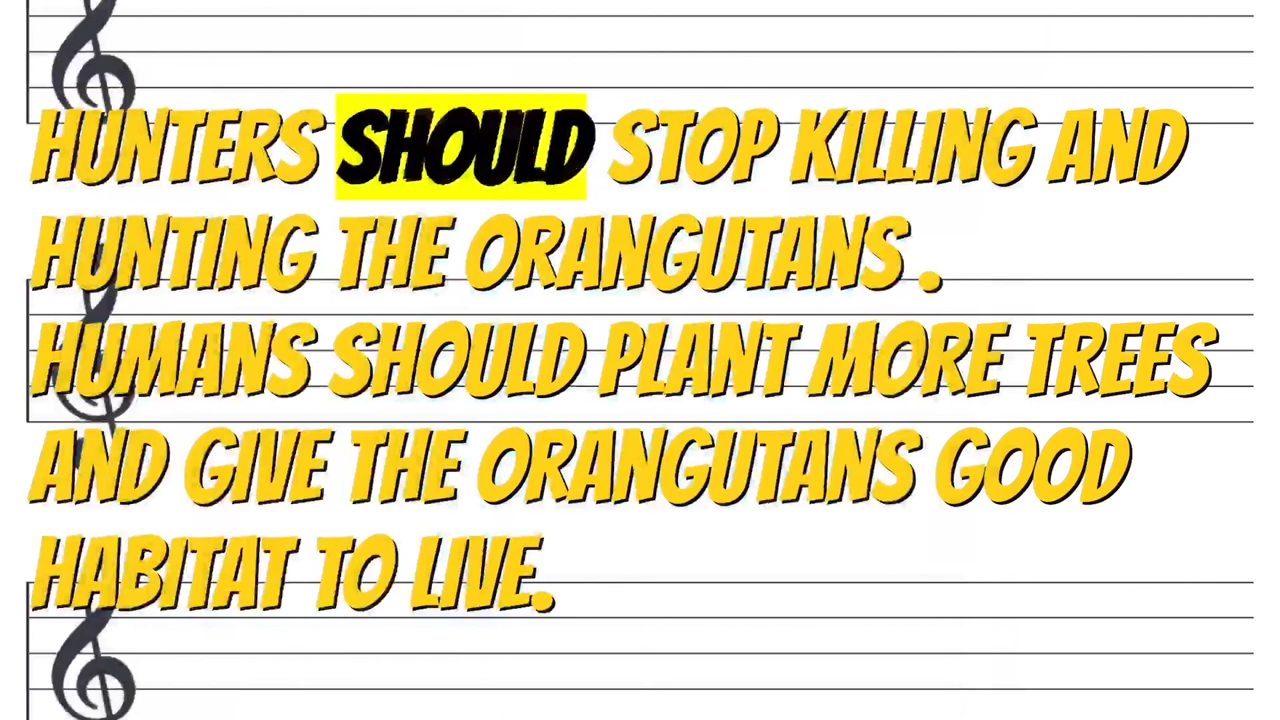 HUNTERS SHOULD STOP KILLING AND
HUNTING THE ORANGUTANS .
HUMANS SHOULD PLANT MORE TREES
AND GIVE THE ORANGUTANS GOOD
HABITAT TO LIVE.